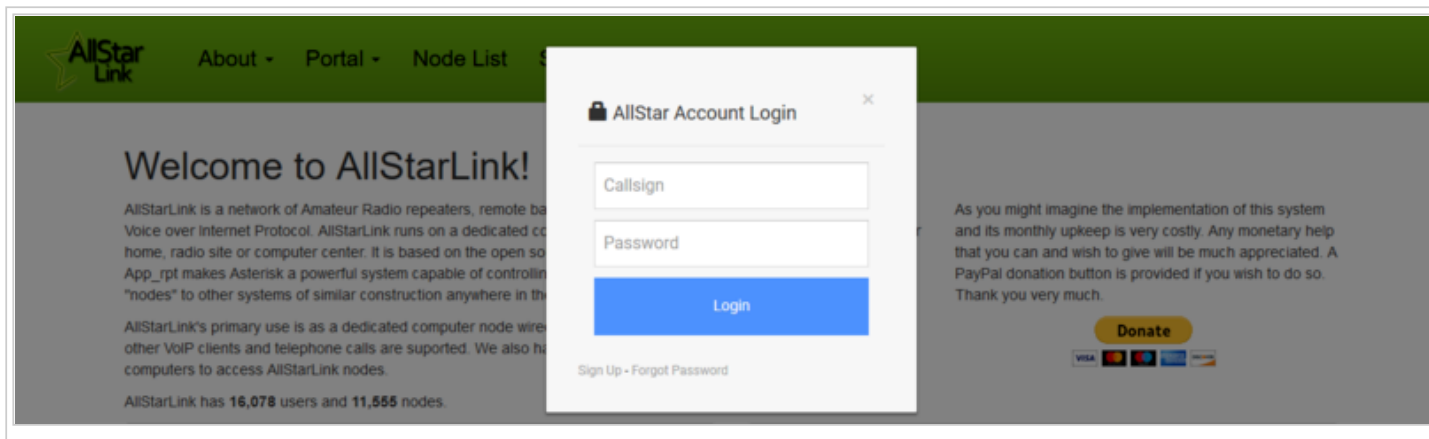 AllStar
Link
About
Portal
Node List
AllStar Account Login
×
Callsign
Password
Login
Sign Up - Forgot Password
Welcome to AllStarLink!
AllStarLink is a network of Amateur Radio repeaters, remote ba
Voice over Internet Protocol. AllStarLink runs on a dedicated co
home, radio site or computer center. It is based on the open so
App_rpt makes Asterisk a powerful system capable of controllin
"nodes" to other systems of similar construction anywhere in th
AllStarLink's primary use is as a dedicated computer node wire
other VoIP clients and telephone calls are suported. We also ha
computers to access AllStarLink nodes.
AllStarLink has 16,078 users and 11,555 nodes.
As you might imagine the implementation of this system
and its monthly upkeep is very costly. Any monetary help
that you can and wish to give will be much appreciated. A
PayPal donation button is provided if you wish to do so.
Thank you very much.
Donate
VISA